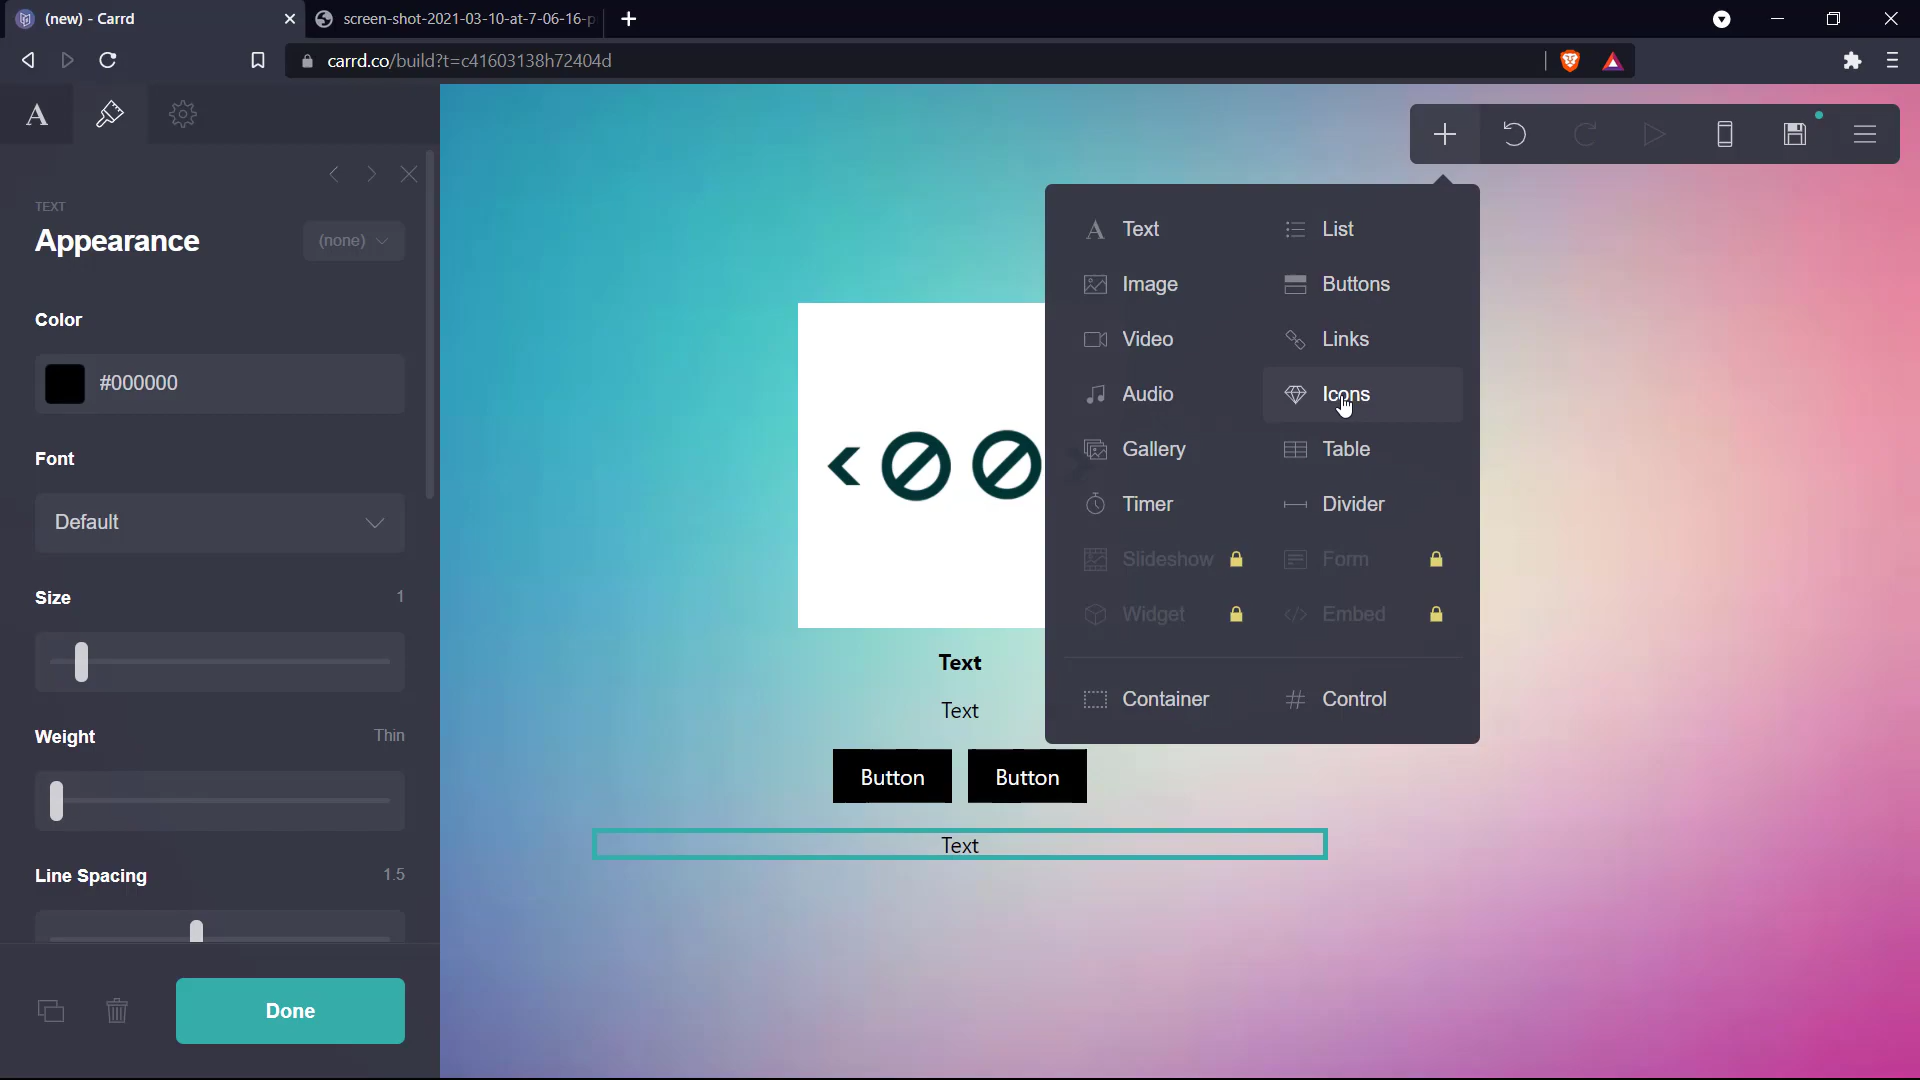 (new) - Carrd
screen-shot-2021-03-10-at-7-06-16-p
carrd.co/build?t=c41603138h72404d
TEXT
Appearance
(none)
Color
#000000
Font
Default
Size
1
Weight
Thin
Line Spacing
1.5
Done
Text
List
Image
Buttons
Video
Links
Audio
Icons
Gallery
Table
Timer
Divider
Slideshow
Form
Widget
Embed
Container
Control
Text
Text
Button
Button
Text